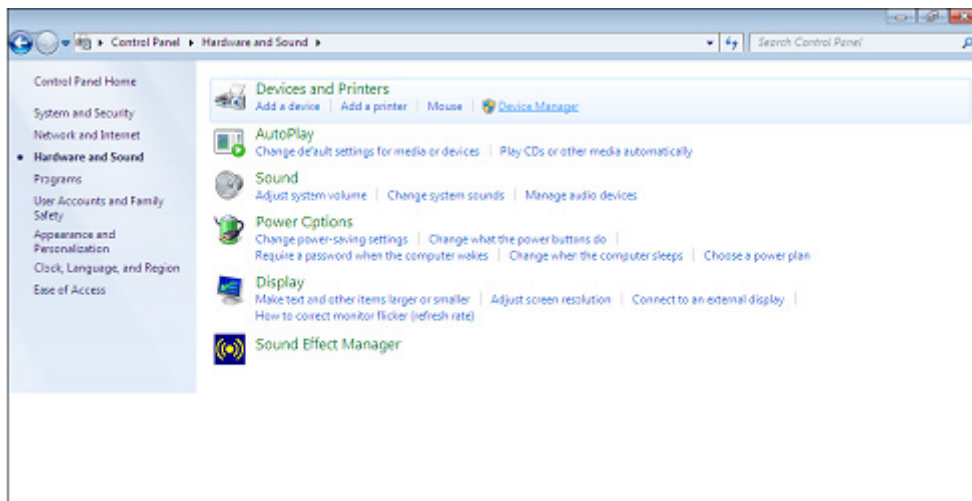 Control Panel Hardware and Sound Search Control Panel
Control Panel Home
System and Security
Network and Internet
Hardware and Sound
Programs
User Accounts and Family
Safety
Appearance and
Personalization
Clock, Language, and Region
Ease of Access
Devices and Printers
Add a device Add a printer Mouse Device Manager
AutoPlay
Change default settings for media or devices Play CDs or other media automatically
Sound
Adjust system volume Change system sounds Manage audio devices
Power Options
Change power-saving settings Change what the power buttons do
Require a password when the computer wakes Change when the computer sleeps Choose a power plan
Display
Make text and other items larger or smaller Adjust screen resolution Connect to an external display
How to correct monitor flicker (refresh rate)
Sound Effect Manager